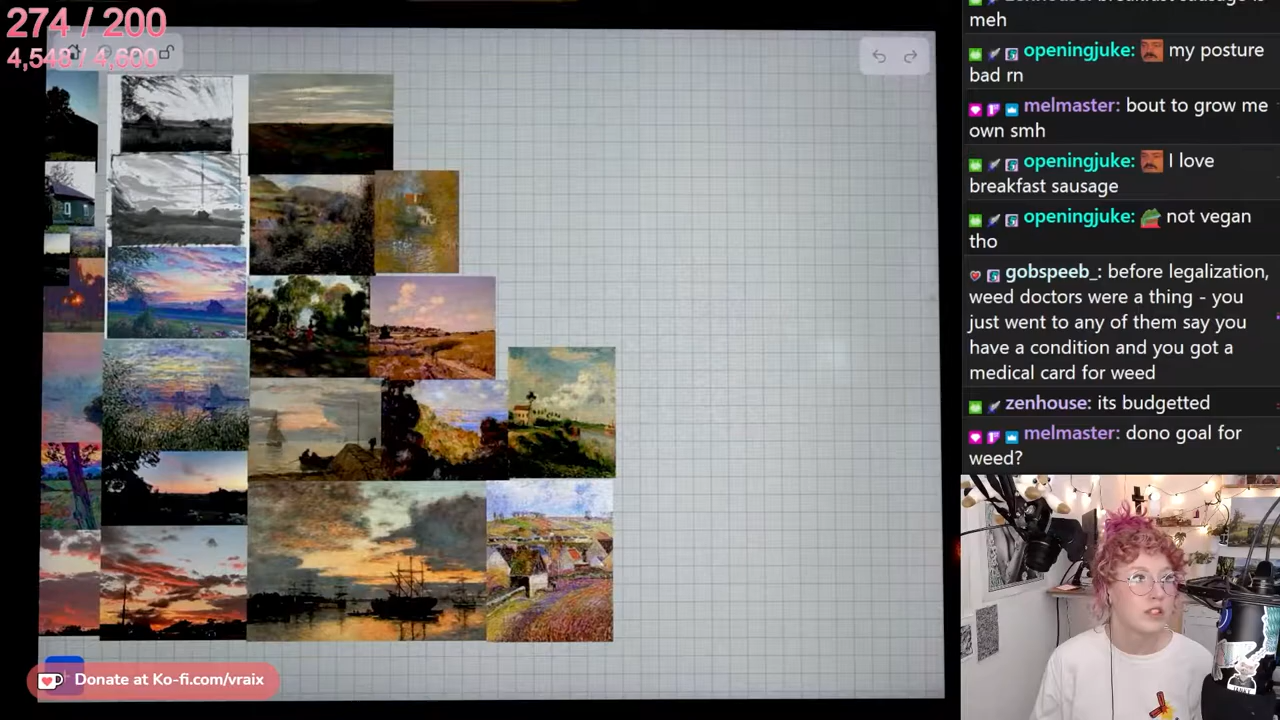 274 / 200
4,548 / 4,600
meh
openingjuke: my posture
bad rn
melmaster: bout to grow me
own smh
openingjuke: I love
breakfast sausage
openingjuke: not vegan
tho
gobspeeb_: before legalization,
weed doctors were a thing - you
just went to any of them say you
have a condition and you got a
medical card for weed
zenhouse: its budgetted
melmaster: dono goal for
weed?
Donate at Ko-fi.com/vraix